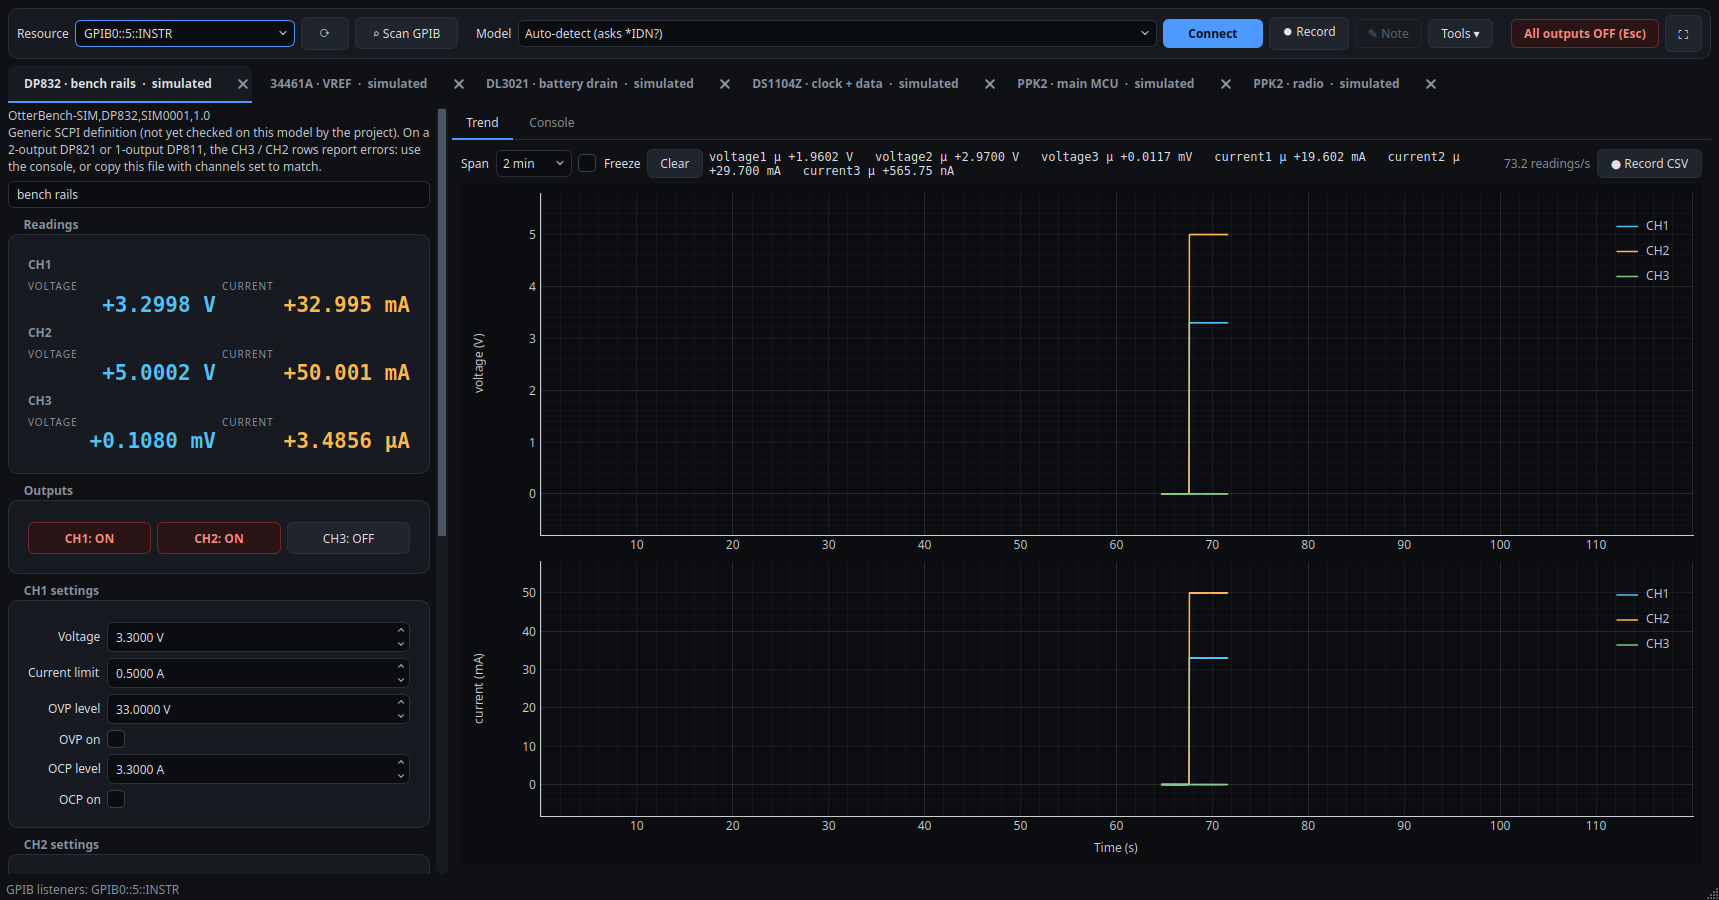 Resource GPIB0::5::INSTR ⟳ Scan GPIB Model Auto-detect (asks *IDN?) Connect ● Record ✎ Note Tools ▾ All outputs OFF (Esc)
DP832 · bench rails · simulated ✕ 34461A · VREF · simulated ✕ DL3021 · battery drain · simulated ✕ DS1104Z · clock + data · simulated ✕ PPK2 · main MCU · simulated ✕ PPK2 · radio · simulated ✕
OtterBench-SIM,DP832,SIM0001,1.0
Generic SCPI definition (not yet checked on this model by the project). On a
2-output DP821 or 1-output DP811, the CH3 / CH2 rows report errors: use
the console, or copy this file with channels set to match.
bench rails
Readings
CH1
VOLTAGE CURRENT
+3.2998 V +32.995 mA
CH2
VOLTAGE CURRENT
+5.0002 V +50.001 mA
CH3
VOLTAGE CURRENT
+0.1080 mV +3.4856 µA
Outputs
CH1: ON CH2: ON CH3: OFF
CH1 settings
Voltage 3.3000 V
Current limit 0.5000 A
OVP level 33.0000 V
OVP on
OCP level 3.3000 A
OCP on
CH2 settings
Trend Console
Span 2 min Freeze Clear
voltage1 µ +1.9602 V voltage2 µ +2.9700 V voltage3 µ +0.0117 mV current1 µ +19.602 mA current2 µ
+29.700 mA current3 µ +565.75 nA
73.2 readings/s ● Record CSV
voltage (V)
5
4
3
2
1
0
CH1
CH2
CH3
10 20 30 40 50 60 70 80 90 100 110
current (mA)
50
40
30
20
10
0
CH1
CH2
CH3
10 20 30 40 50 60 70 80 90 100 110
Time (s)
GPIB listeners: GPIB0::5::INSTR